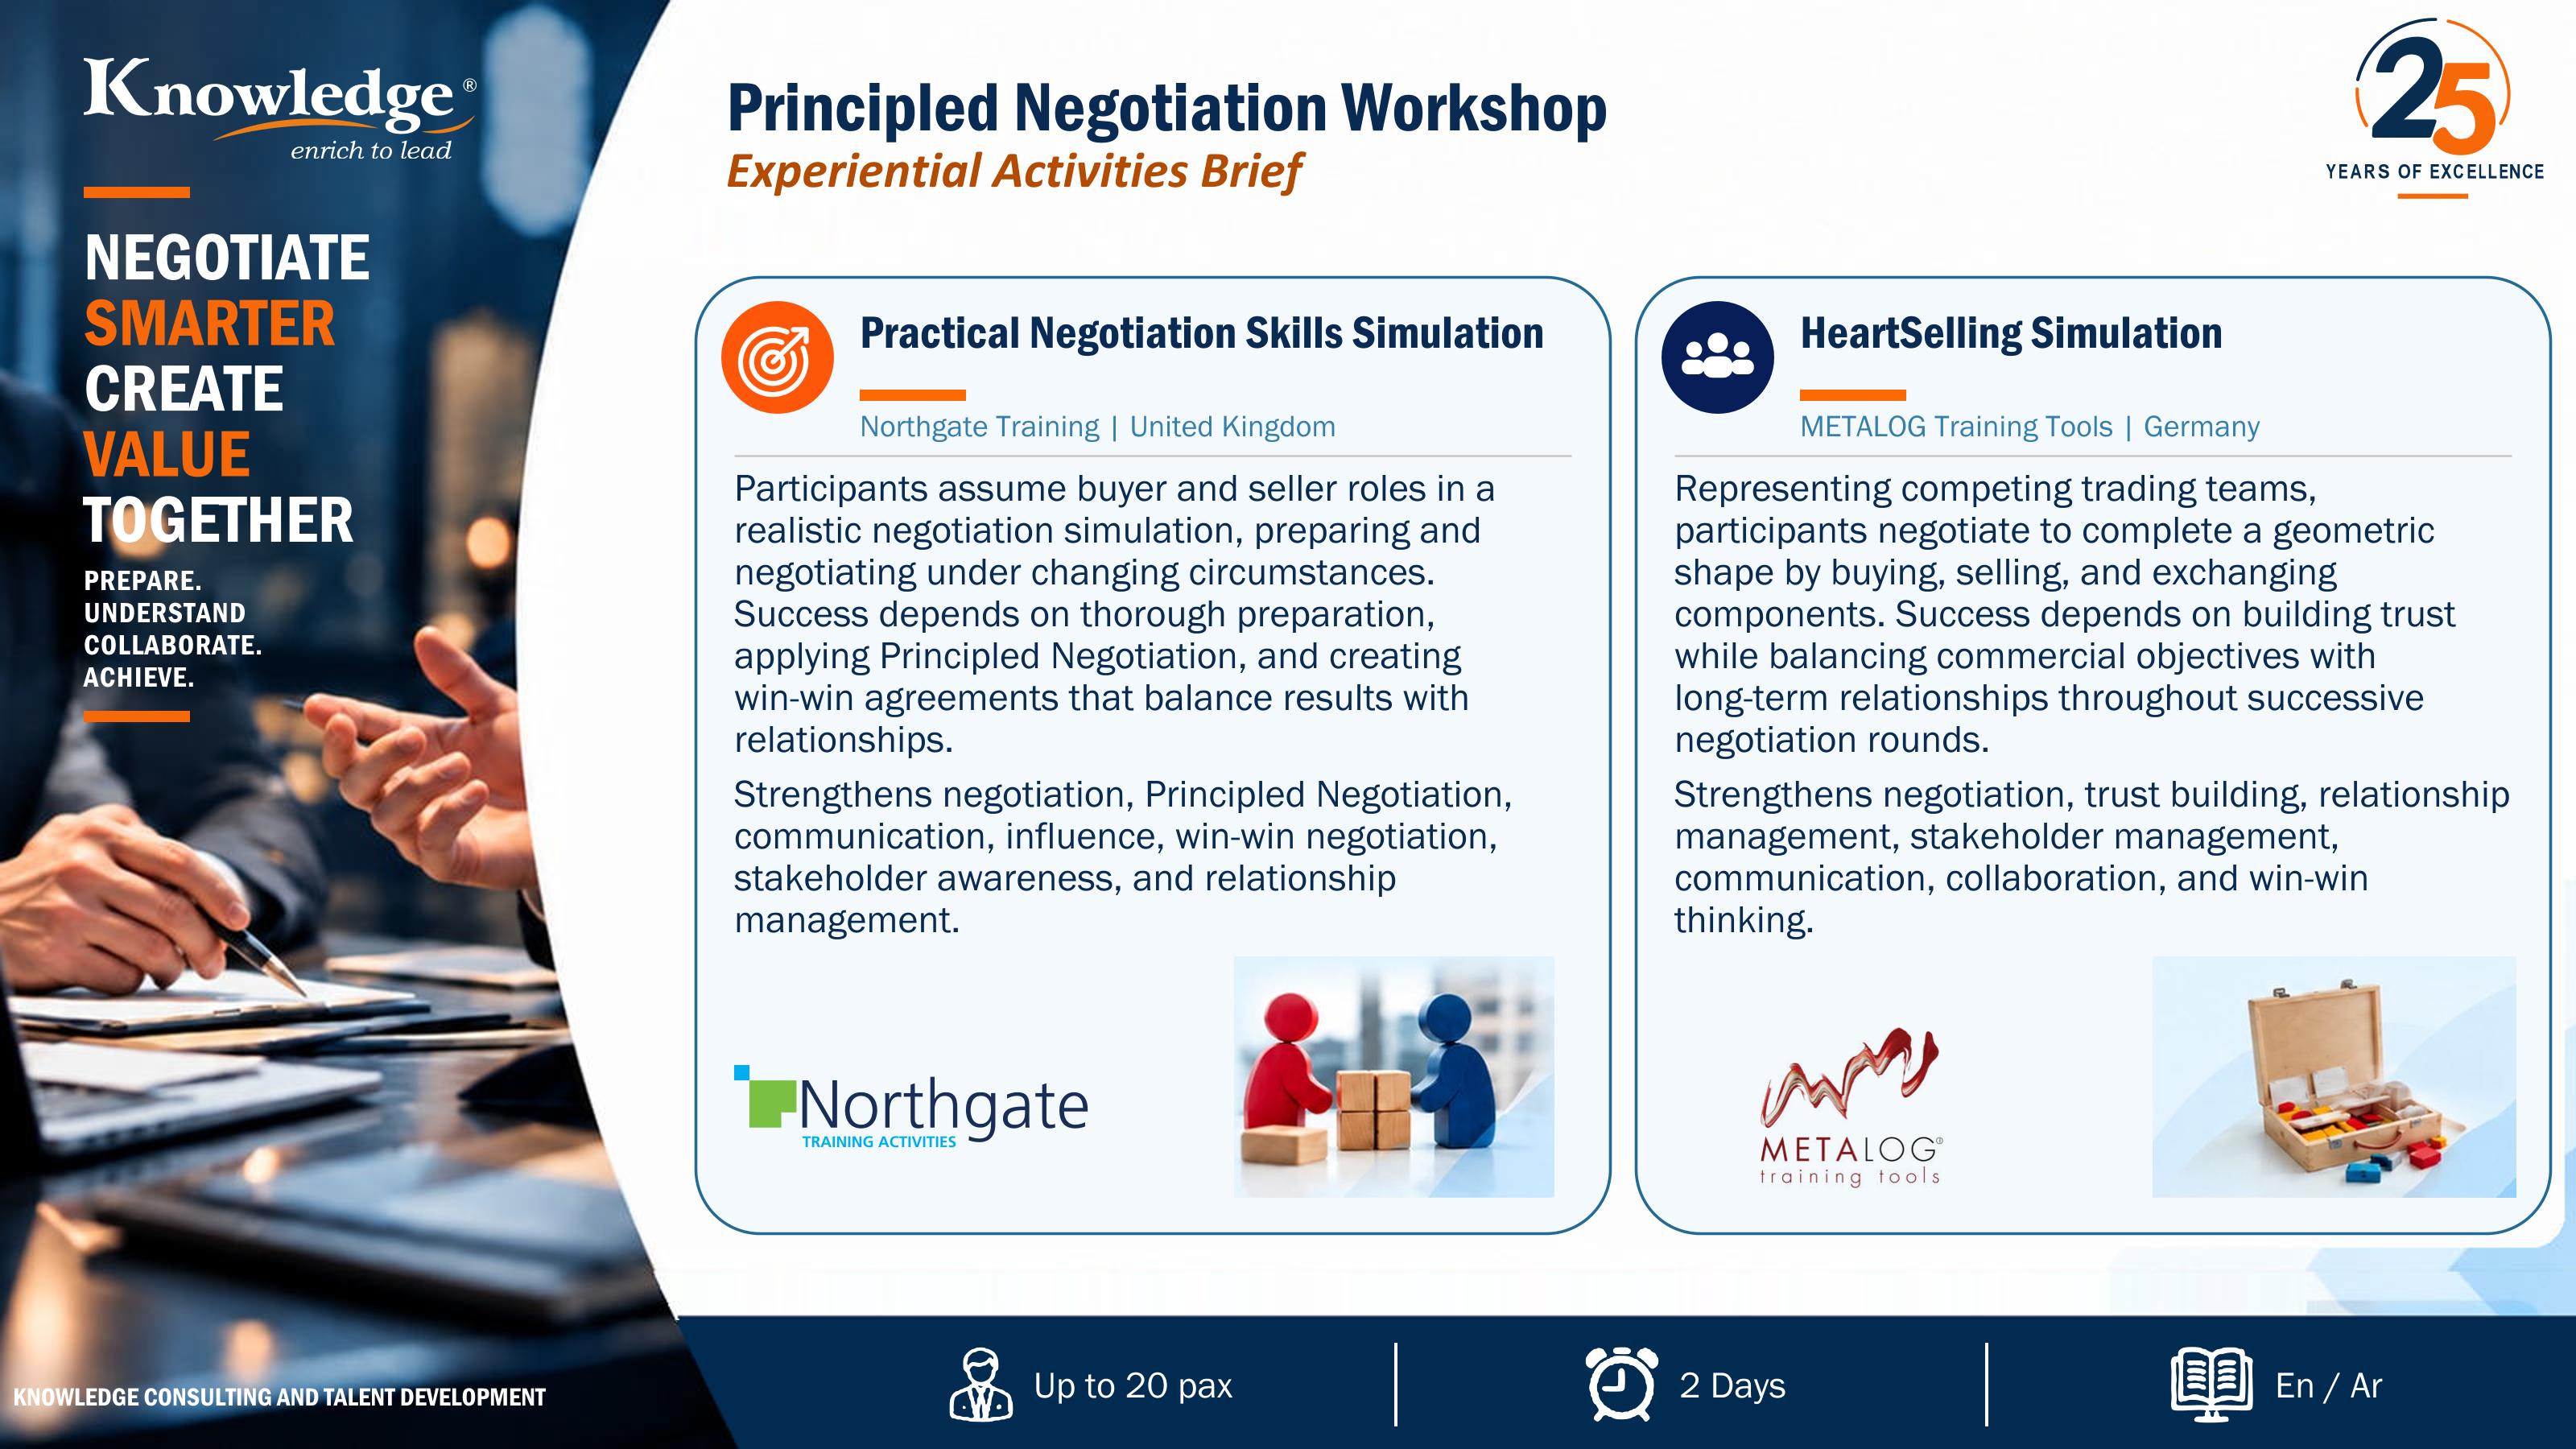 Knowledge®
enrich to lead
NEGOTIATE
SMARTER
CREATE
VALUE
TOGETHER
PREPARE.
UNDERSTAND
COLLABORATE.
ACHIEVE.
KNOWLEDGE CONSULTING AND TALENT DEVELOPMENT
Principled Negotiation Workshop
Experiential Activities Brief
25
YEARS OF EXCELLENCE
Practical Negotiation Skills Simulation
Northgate Training | United Kingdom
Participants assume buyer and seller roles in a
realistic negotiation simulation, preparing and
negotiating under changing circumstances.
Success depends on thorough preparation,
applying Principled Negotiation, and creating
win-win agreements that balance results with
relationships.
Strengthens negotiation, Principled Negotiation,
communication, influence, win-win negotiation,
stakeholder awareness, and relationship
management.
Northgate
TRAINING ACTIVITIES
HeartSelling Simulation
METALOG Training Tools | Germany
Representing competing trading teams,
participants negotiate to complete a geometric
shape by buying, selling, and exchanging
components. Success depends on building trust
while balancing commercial objectives with
long-term relationships throughout successive
negotiation rounds.
Strengthens negotiation, trust building, relationship
management, stakeholder management,
communication, collaboration, and win-win
thinking.
METALOG®
training tools
Up to 20 pax
2 Days
En / Ar